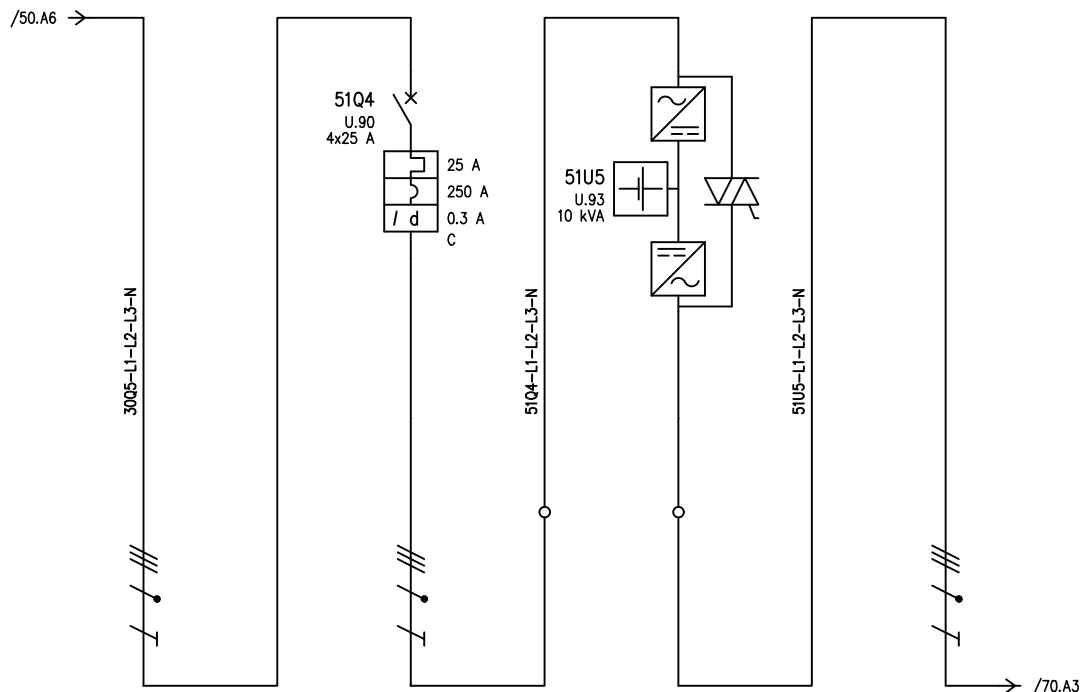 /50.A6
51Q4
U.90
4x25 A
25 A
250 A
I d
0.3 A
C
51U5
U.93
10 kVA
30Q5-L1-L2-L3-N
51Q4-L1-L2-L3-N
51U5-L1-L2-L3-N
/70.A3